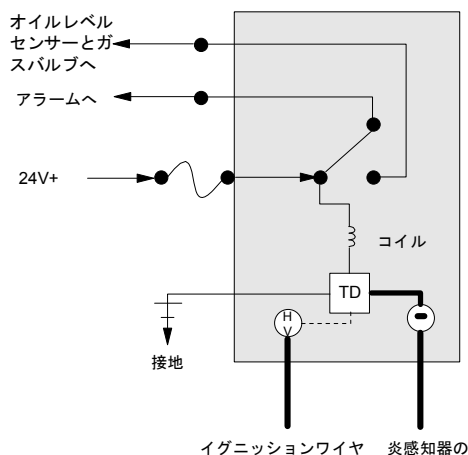 オイルレベル
センサーとガ
スバルブへ
アラームへ
24V+
コイル
TD
H
V
接地
イグニッションワイヤ
炎感知器の